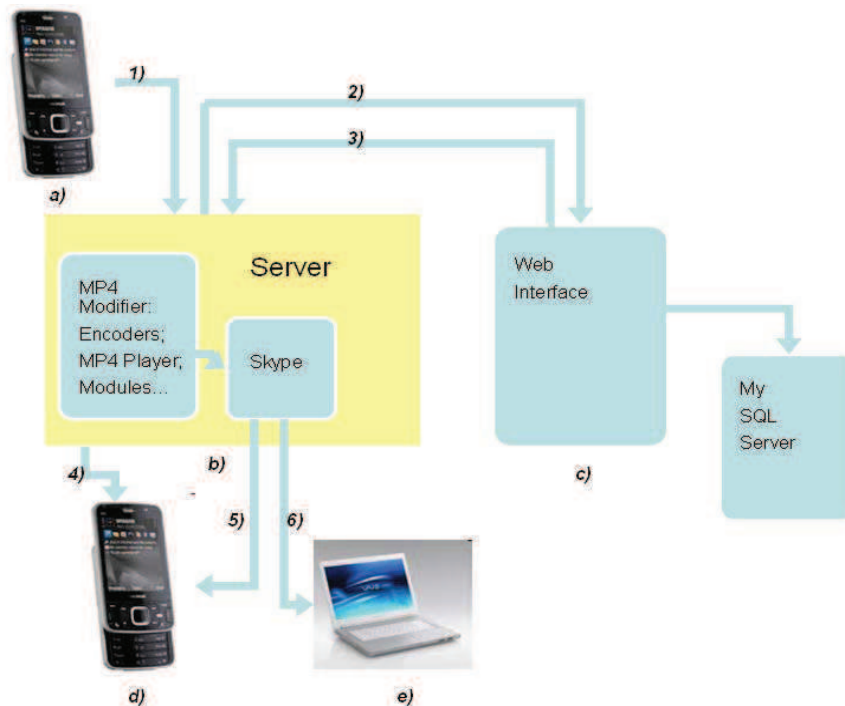 1)
2)
3)
a)
Server
MP4
Modifier:
Encoders;
MP4 Player;
Modules...
Skype
Web
Interface
My
SQL
Server
4)
b)
c)
5)
6)
d)
e)